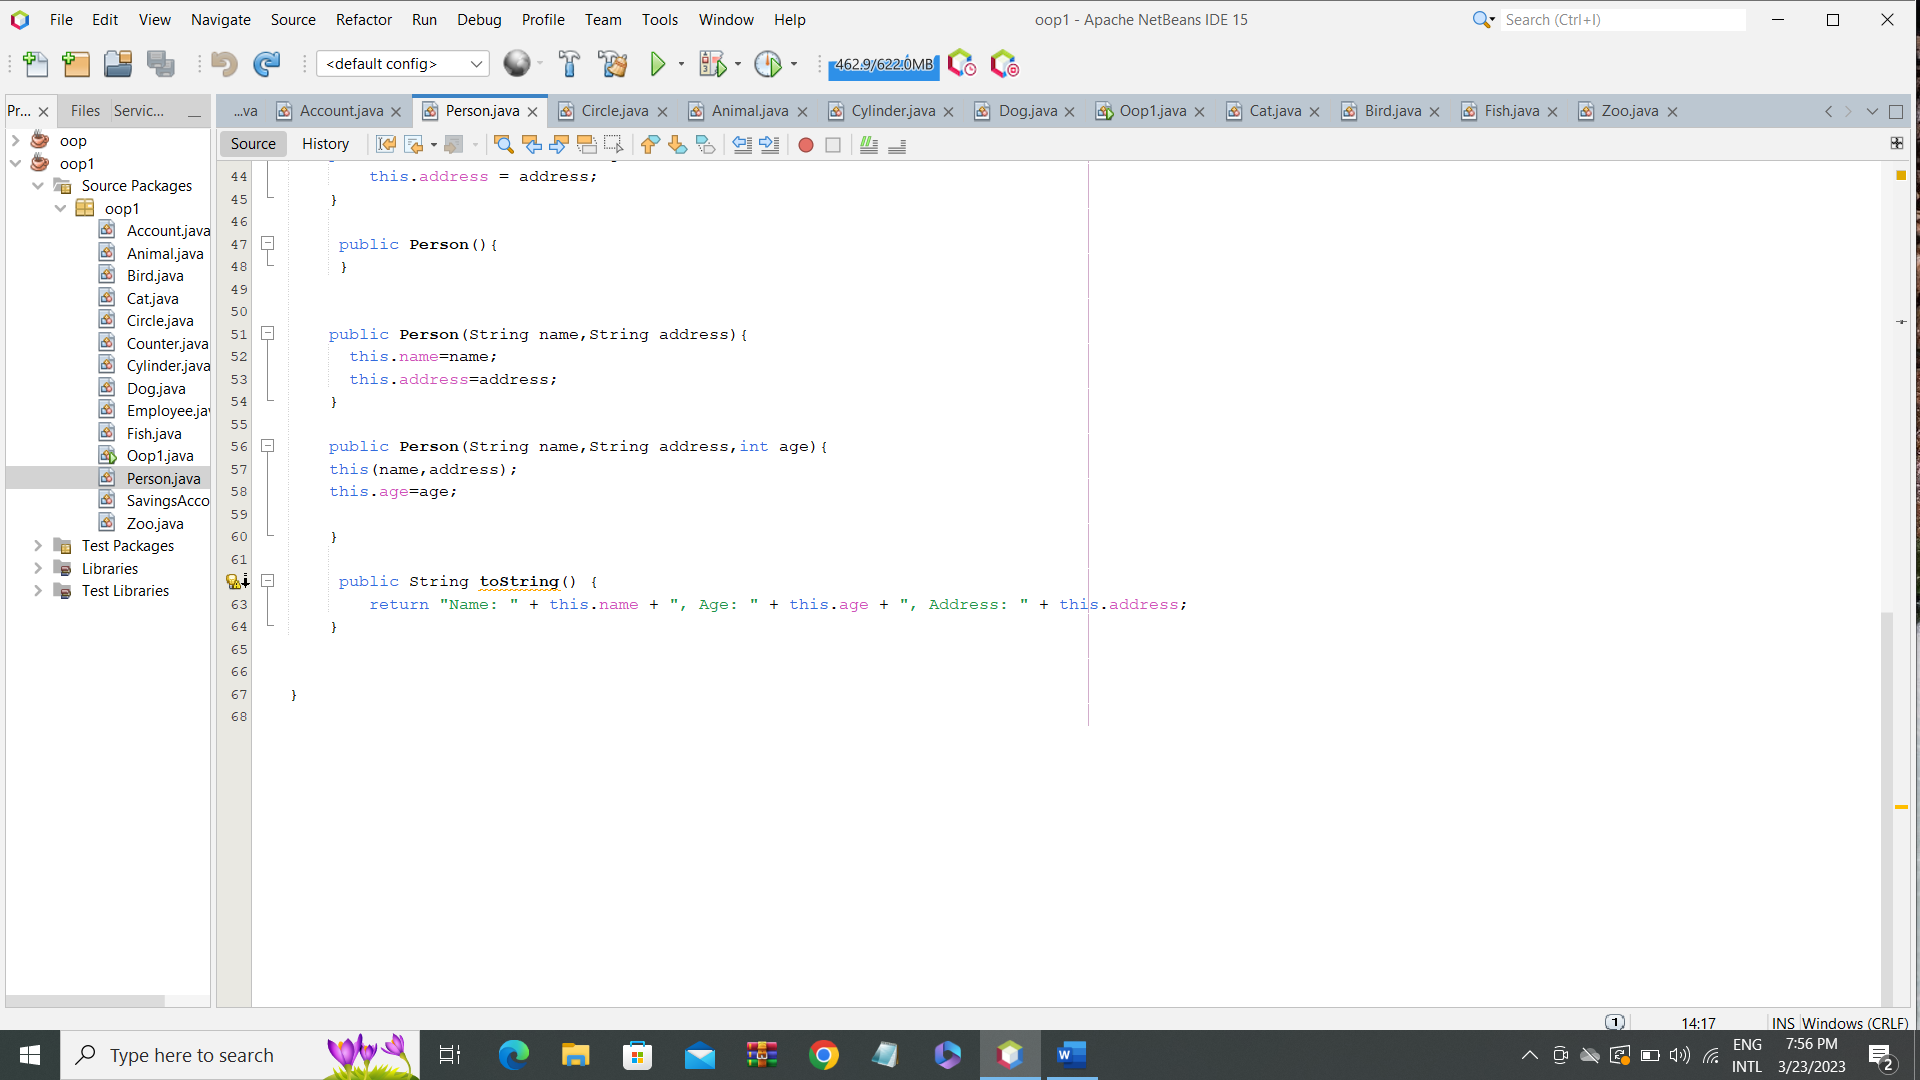 File Edit View Navigate Source Refactor Run Debug Profile Team Tools Window Help
oop1 - Apache NetBeans IDE 15
Search (Ctrl+I)
<default config>
462.9/622.0MB
Pr... Files Servic...
...va Account.java Person.java Circle.java Animal.java Cylinder.java Dog.java Oop1.java Cat.java Bird.java Fish.java Zoo.java
Source History
oop
oop1
Source Packages
oop1
Account.java
Animal.java
Bird.java
Cat.java
Circle.java
Counter.java
Cylinder.java
Dog.java
Employee.jav
Fish.java
Oop1.java
Person.java
SavingsAcco
Zoo.java
Test Packages
Libraries
Test Libraries
44 this.address = address;
45 }
46
47 public Person(){
48 }
49
50
51 public Person(String name,String address){
52 this.name=name;
53 this.address=address;
54 }
55
56 public Person(String name,String address,int age){
57 this(name,address);
58 this.age=age;
59
60 }
61
public String toString() {
63 return "Name: " + this.name + ", Age: " + this.age + ", Address: " + this.address;
64 }
65
66
67 }
68
1 14:17 INS Windows (CRLF)
Type here to search
ENG
INTL
7:56 PM
3/23/2023
2